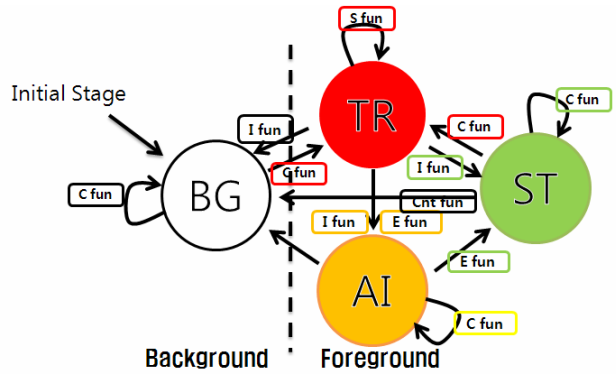 S fun
TR
C fun
Initial Stage
I fun
C fun
C fun
I fun
C fun
BG
ST
Cnt fun
I fun
E fun
AI
E fun
C fun
Background
Foreground